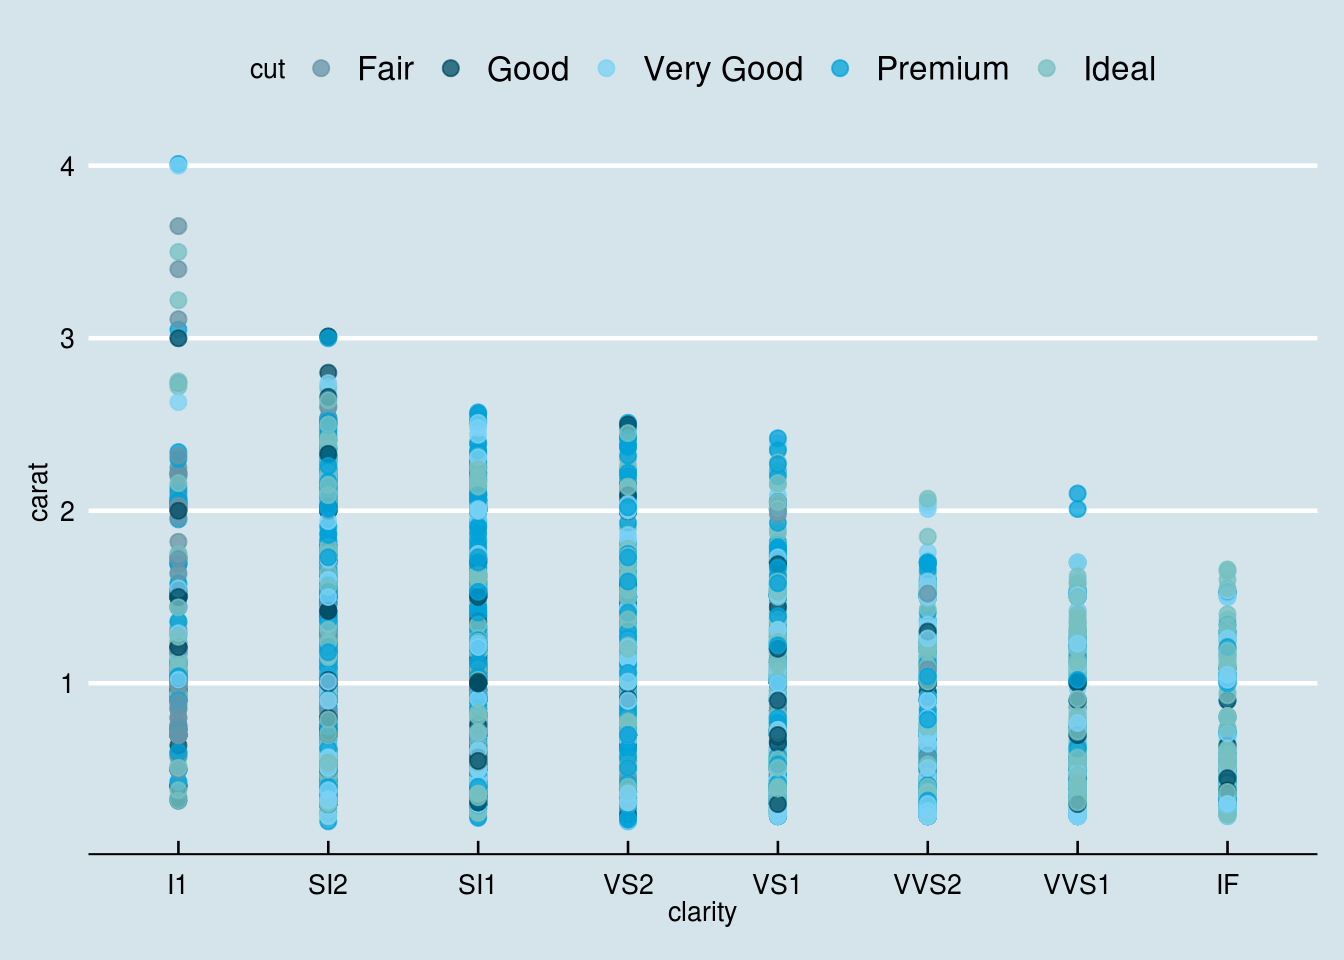 cut Fair Good Very Good Premium Ideal
4
3
2
1
carat
I1 SI2 SI1 VS2 VS1 VVS2 VVS1 IF
clarity